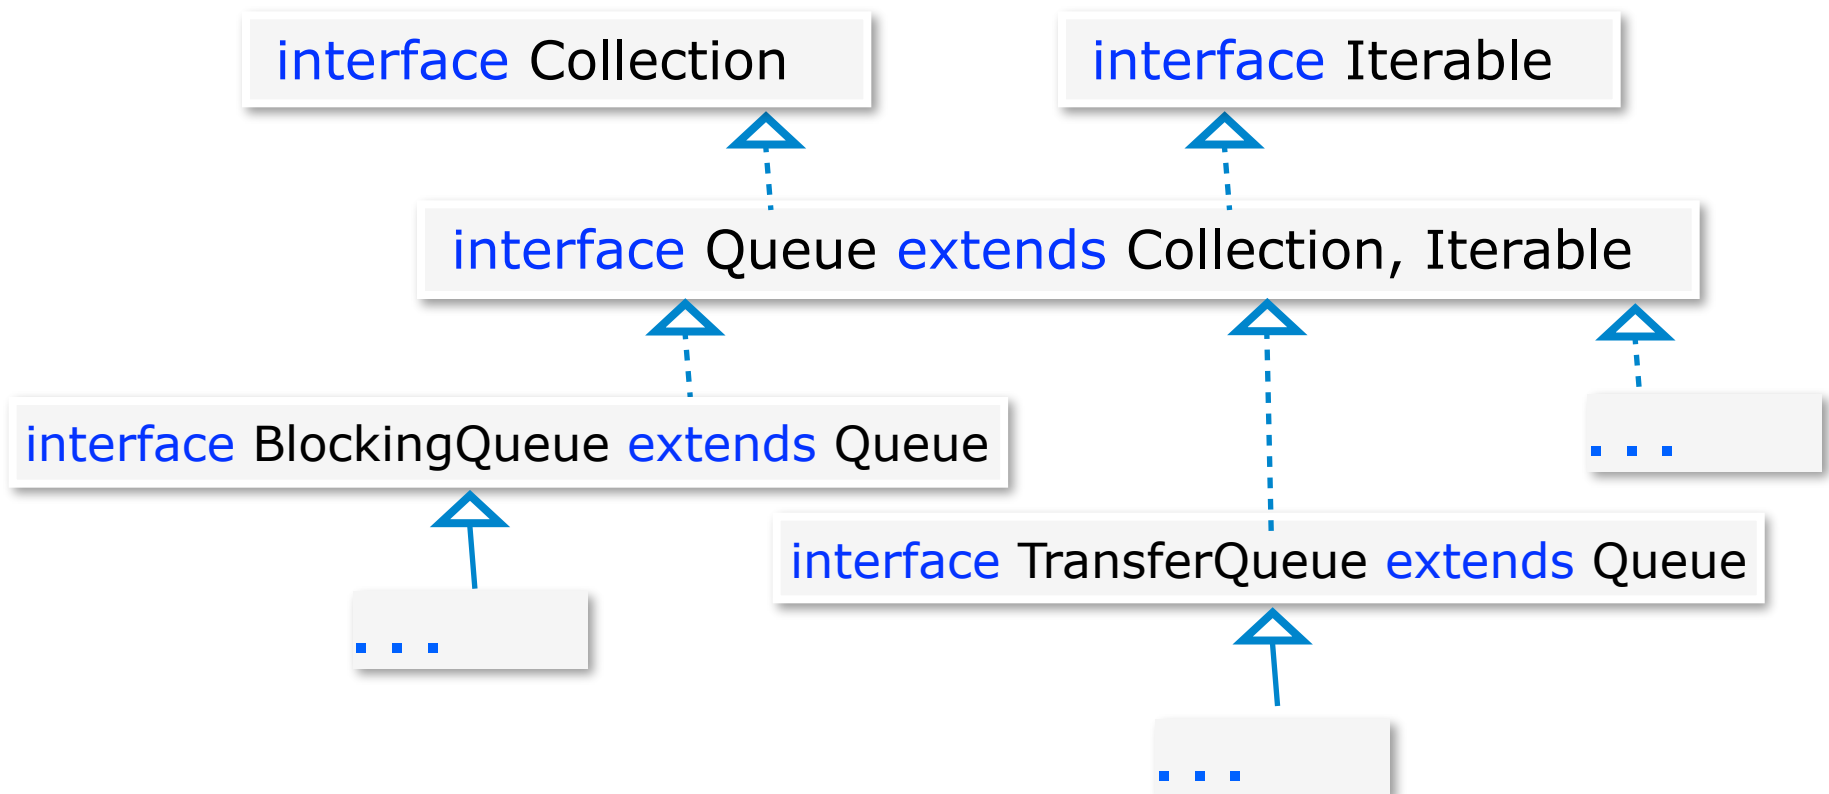 interface Collection
interface Iterable
interface Queue extends Collection, Iterable
interface BlockingQueue extends Queue
...
interface TransferQueue extends Queue
...
...